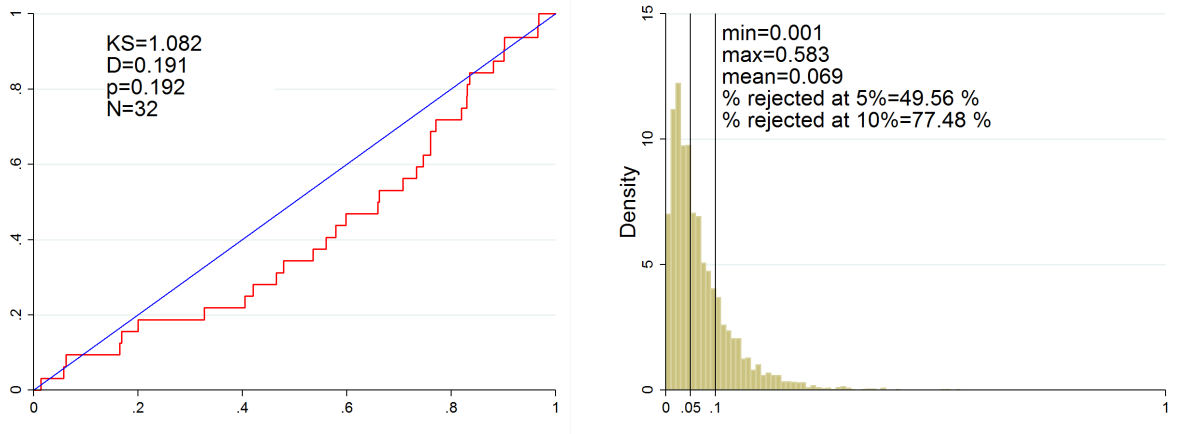 KS=1.082
D=0.191
p=0.192
N=32
1
.8
.6
.4
.2
0
0 .2 .4 .6 .8 1
min=0.001
max=0.583
mean=0.069
% rejected at 5%=49.56 %
% rejected at 10%=77.48 %
Density
15
10
5
0
0 .05 .1 1